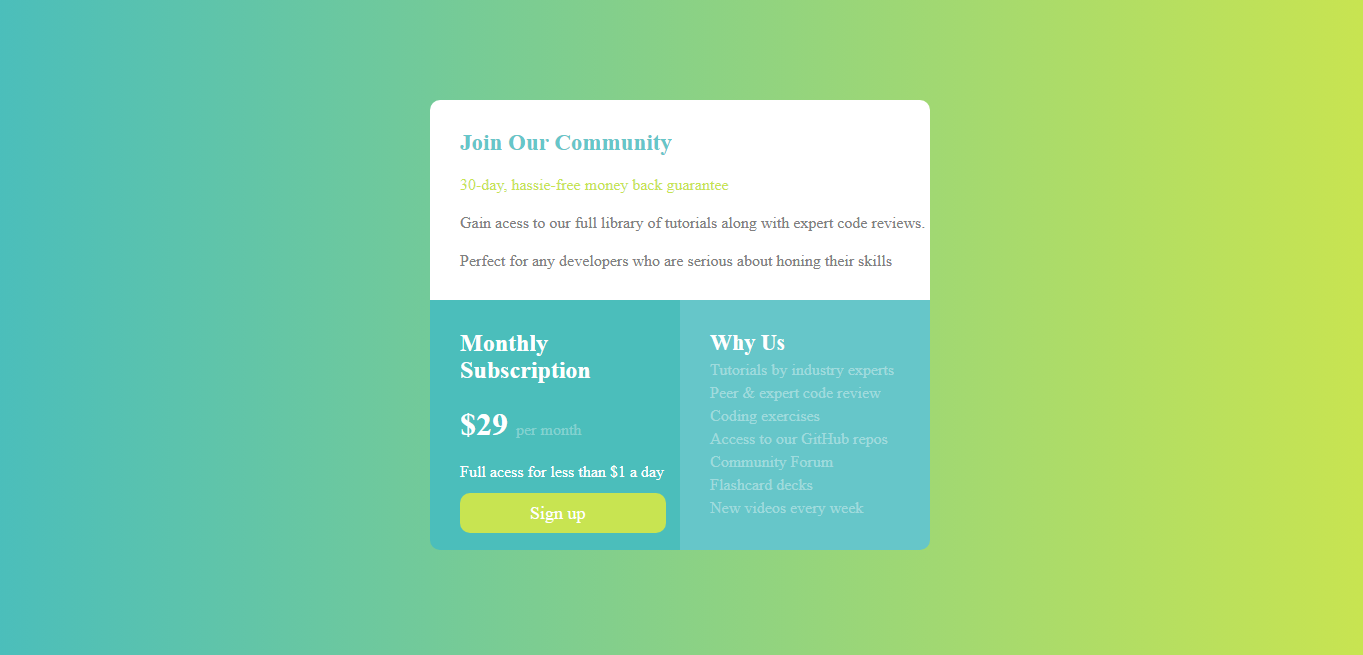 Join Our Community
30-day, hassie-free money back guarantee
Gain acess to our full library of tutorials along with expert code reviews.
Perfect for any developers who are serious about honing their skills
Monthly
Subscription
$29 per month
Full acess for less than $1 a day
Sign up
Why Us
Tutorials by industry experts
Peer & expert code review
Coding exercises
Access to our GitHub repos
Community Forum
Flashcard decks
New videos every week